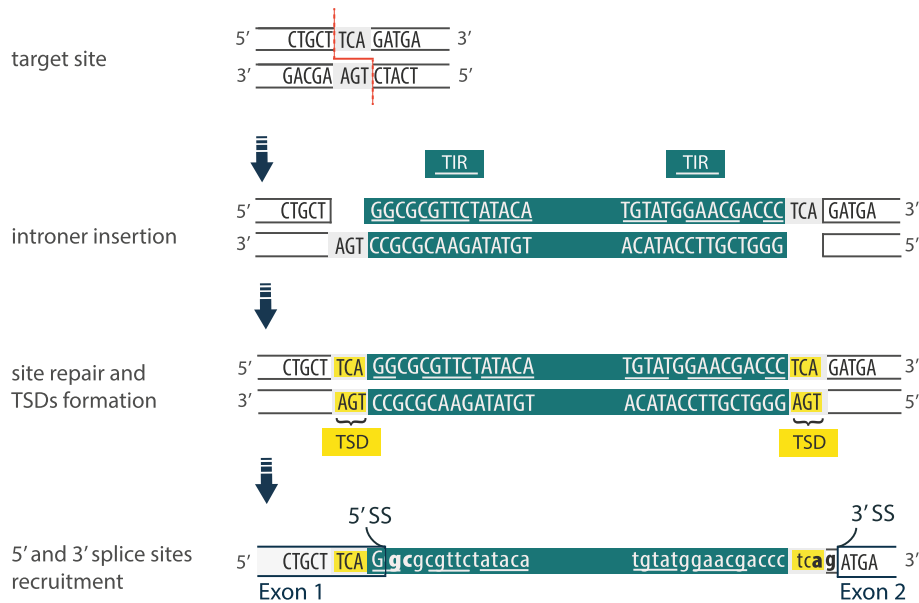 5’ CTGCT TCA GATGA 3’
target site
3’ GACGA AGT CTACT 5’
TIR TIR
5’ CTGCT GGCGCGTTCTATACA TGTATGGAACGACCC TCA GATGA 3’
introner insertion
3’ AGT CCGCGCAAGATATGT ACATACCTTGCTGGG 5’
5’ CTGCT TCA GGCGCGTTCTATACA TGTATGGAACGACCC TCA GATGA 3’
site repair and
TSDs formation
3’ AGT CCGCGCAAGATATGT ACATACCTTGCTGGG AGT 5’
TSD TSD
5’ SS 3’ SS
5’ and 3’ splice sites
recruitment
5’ CTGCT TCA G gcgcgttctataca tgtatggaacgaccc tcag ATGA 3’
Exon 1 Exon 2